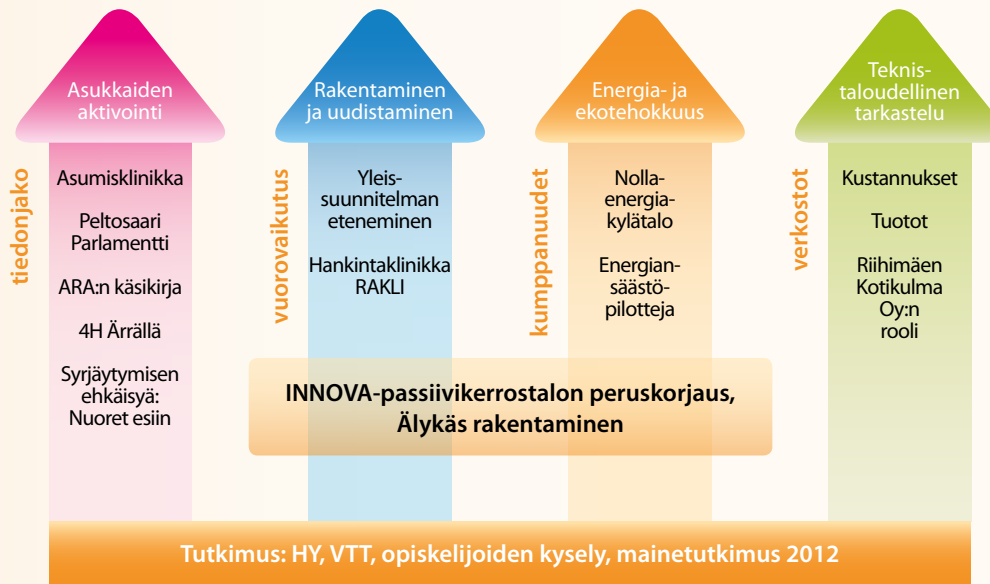 Asukkaiden
aktivointi
tiedonjako
Asumisklinikka
Peltosaari
Parlamentti
ARA:n käsikirja
4H Ärrällä
Syrjäytymisen
ehkäisyä:
Nuoret esiin
Rakentaminen
ja uudistaminen
vuorovaikutus
Yleis-
suunnitelman
eteneminen
Hankintaklinikka
RAKLI
Energia- ja
ekotehokkuus
kumppanuudet
Nolla-
energia-
kylätalo
Energian-
säästö-
pilotteja
Teknis-
taloudellinen
tarkastelu
verkostot
Kustannukset
Tuotot
Riihimäen
Kotikulma
Oy:n
rooli
INNOVA-passiivikerrostalon peruskorjaus,
Älykäs rakentaminen
Tutkimus: HY, VTT, opiskelijoiden kysely, mainetutkimus 2012